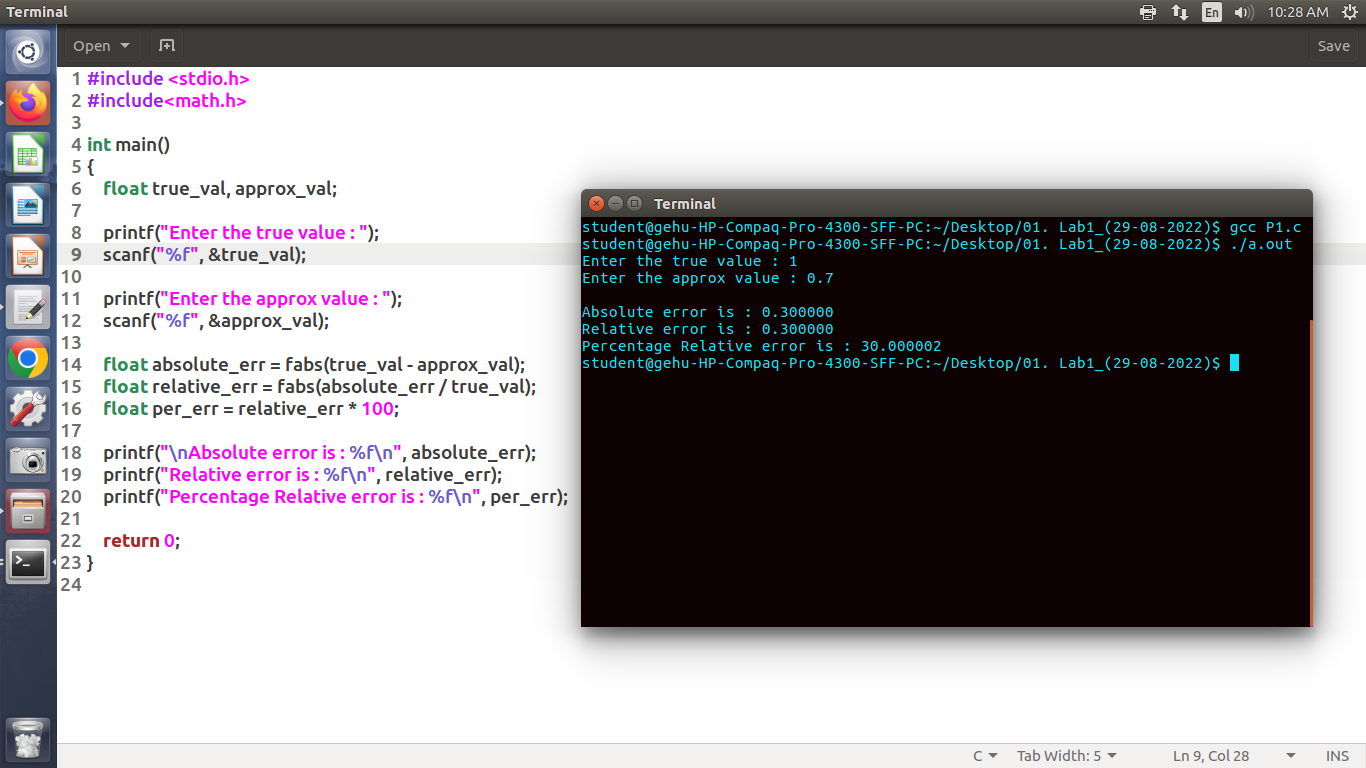 Terminal
En
10:28 AM
Open
Save
1 #include <stdio.h>
2 #include<math.h>
3
4 int main()
5 {
6 float true_val, approx_val;
7
8 printf("Enter the true value : ");
9 scanf("%f", &true_val);
10
11 printf("Enter the approx value : ");
12 scanf("%f", &approx_val);
13
14 float absolute_err = fabs(true_val - approx_val);
15 float relative_err = fabs(absolute_err / true_val);
16 float per_err = relative_err * 100;
17
18 printf("\nAbsolute error is : %f\n", absolute_err);
19 printf("Relative error is : %f\n", relative_err);
20 printf("Percentage Relative error is : %f\n", per_err);
21
22 return 0;
23 }
24
Terminal
student@gehu-HP-Compaq-Pro-4300-SFF-PC:~/Desktop/01. Lab1_(29-08-2022)$ gcc P1.c
student@gehu-HP-Compaq-Pro-4300-SFF-PC:~/Desktop/01. Lab1_(29-08-2022)$ ./a.out
Enter the true value : 1
Enter the approx value : 0.7

Absolute error is : 0.300000
Relative error is : 0.300000
Percentage Relative error is : 30.000002
student@gehu-HP-Compaq-Pro-4300-SFF-PC:~/Desktop/01. Lab1_(29-08-2022)$
C
Tab Width: 5
Ln 9, Col 28
INS